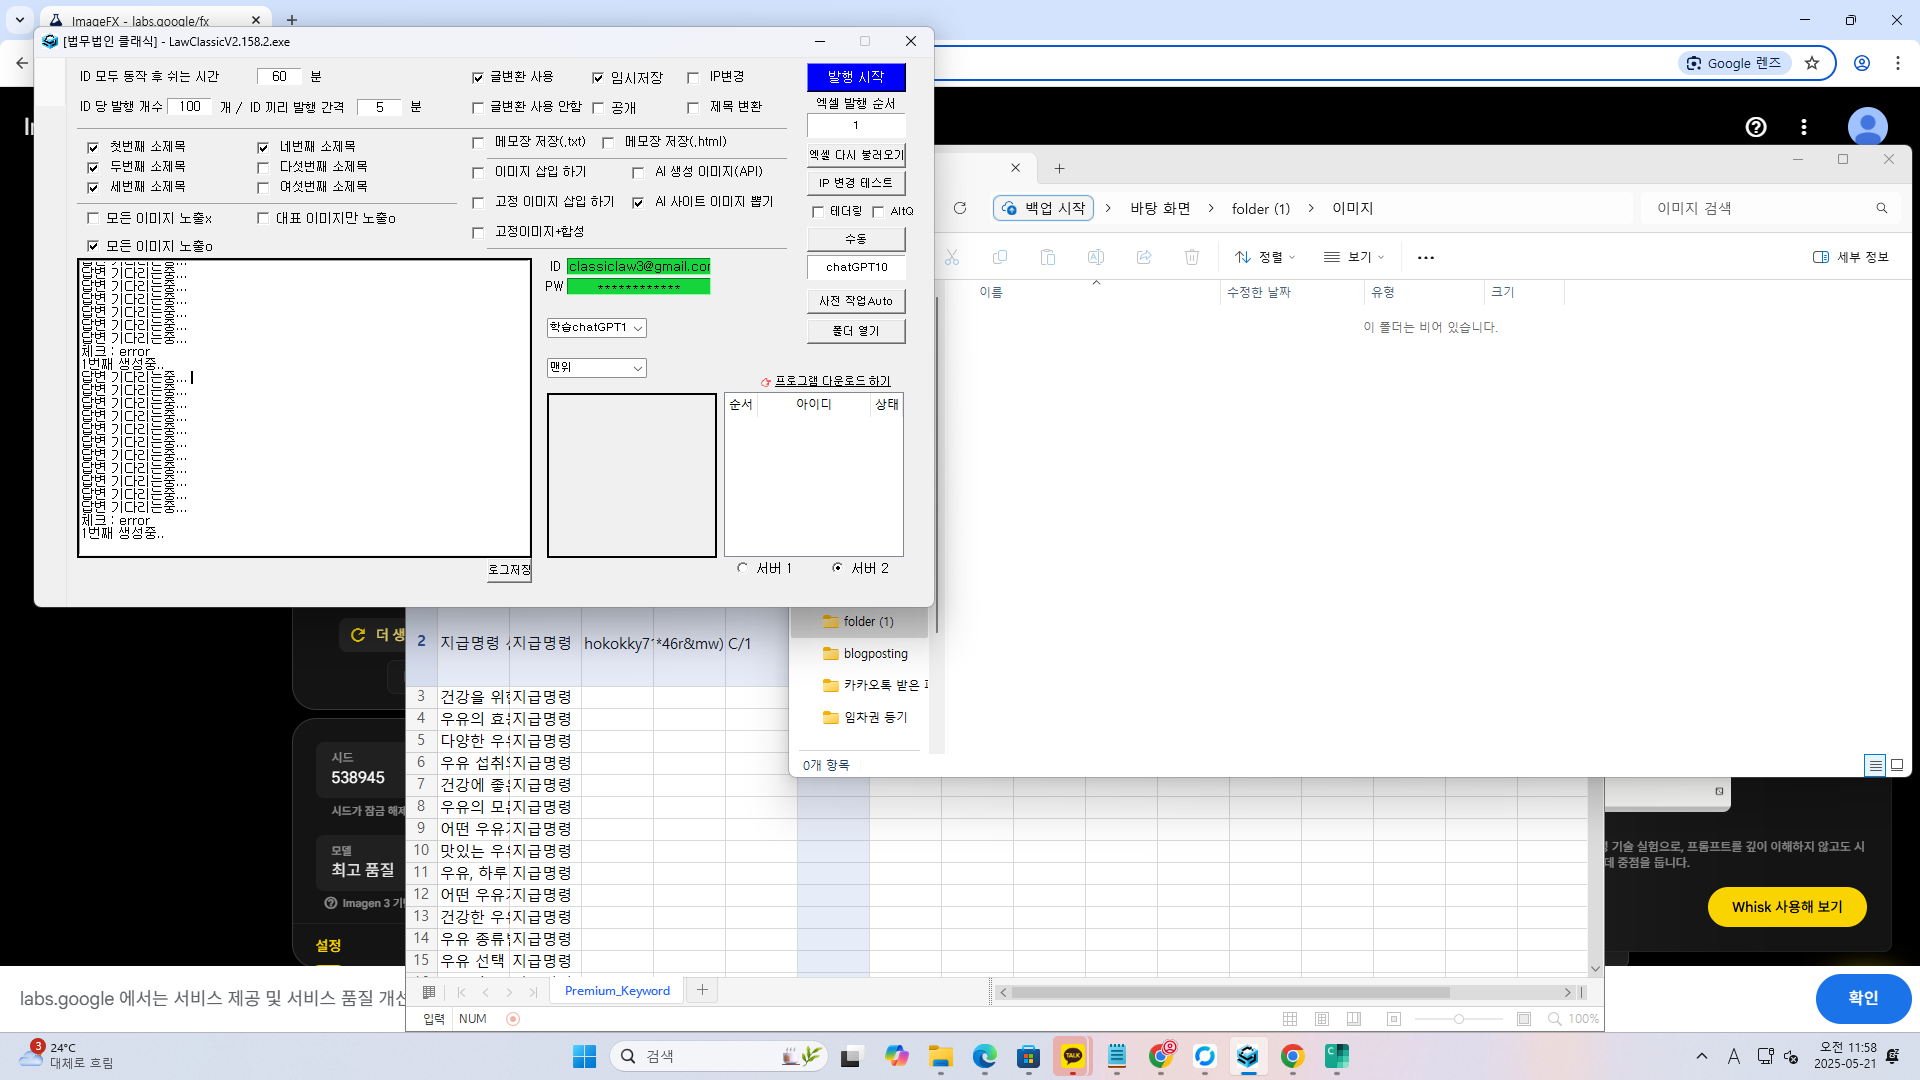 ImageFX - labs.google/fx
[법무법인 클래식] - LawClassicV2.158.2.exe
Google 렌즈
ID 모두 동작 후 쉬는 시간 60 분
ID 당 발행 개수 100 개 / ID 끼리 발행 간격 5 분
글변환 사용 임시저장 IP변경
글변환 사용 안함 공개 제목 변환
발행 시작
엑셀 발행 순서
1
엑셀 다시 불러오기
IP 변경 테스트
테더링 AltQ
수동
chatGPT10
사전 작업Auto
폴더 열기
첫번째 소제목 네번째 소제목
두번째 소제목 다섯번째 소제목
세번째 소제목 여섯번째 소제목
모든 이미지 노출x 대표 이미지만 노출o
모든 이미지 노출o
메모장 저장(.txt) 메모장 저장(.html)
이미지 삽입 하기 AI 생성 이미지(API)
고정 이미지 삽입 하기 AI 사이트 이미지 뽑기
고정이미지+합성
답변 기다리는중...
답변 기다리는중...
답변 기다리는중...
답변 기다리는중...
답변 기다리는중...
답변 기다리는중...
체크 : error
1번째 생성중..
답변 기다리는중...
답변 기다리는중...
답변 기다리는중...
답변 기다리는중...
답변 기다리는중...
답변 기다리는중...
답변 기다리는중...
답변 기다리는중...
답변 기다리는중...
답변 기다리는중...
답변 기다리는중...
체크 : error
1번째 생성중..
로그저장
ID classiclaw3@gmail.com
PW ************
학습chatGPT1
맨위
프로그램 다운로드 하기
순서 아이디 상태
서버 1 서버 2
백업 시작 바탕 화면 folder (1) 이미지
이미지 검색
정렬 보기 세부 정보
이름 수정한 날짜 유형 크기
이 폴더는 비어 있습니다.
folder (1)
blogposting
카카오톡 받은
임차권 등기
0개 항목
더 생
시드
538945
시드가 잠금 해제
모델
최고 품질
Imagen 3 기
설정
2 지급명령 지급명령 hokokky7 *46r&mw) C/1
3 건강을 위한 지급명령
4 우유의 효 지급명령
5 다양한 우 지급명령
6 우유 섭취 지급명령
7 건강에 좋 지급명령
8 우유의 모 지급명령
9 어떤 우유 지급명령
10 맛있는 우 지급명령
11 우유, 하루 지급명령
12 어떤 우유 지급명령
13 건강한 우 지급명령
14 우유 종류 지급명령
15 우유 선택 지급명령
Premium_Keyword
입력 NUM
100%
기술 실험으로, 프롬프트를 깊이 이해하지 않고도 시
데 중점을 둡니다.
Whisk 사용해 보기
labs.google 에서는 서비스 제공 및 서비스 품질 개선
확인
3
24°C
대체로 흐림
검색
TALK
A
오전 11:58
2025-05-21